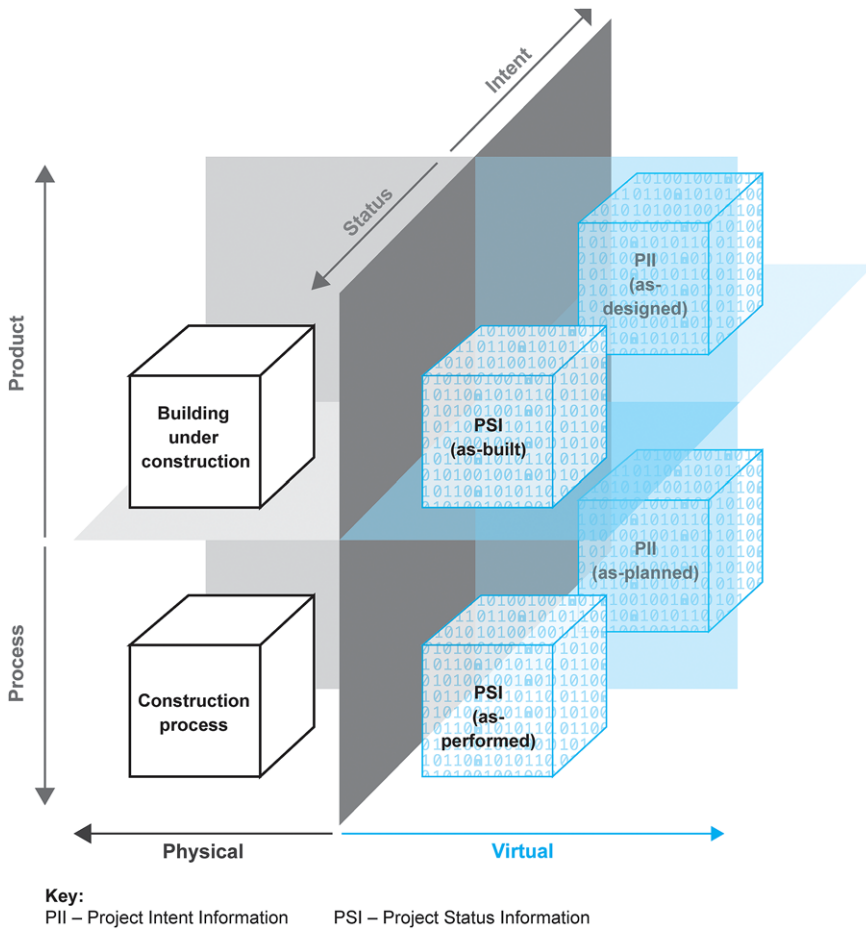 Intent
Status
Product
Process
PII
(as-
designed)
Building
under
construction
PSI
(as-built)
PII
(as-planned)
Construction
process
PSI
(as-
performed)
Physical
Virtual
Key:
PII – Project Intent Information
PSI – Project Status Information